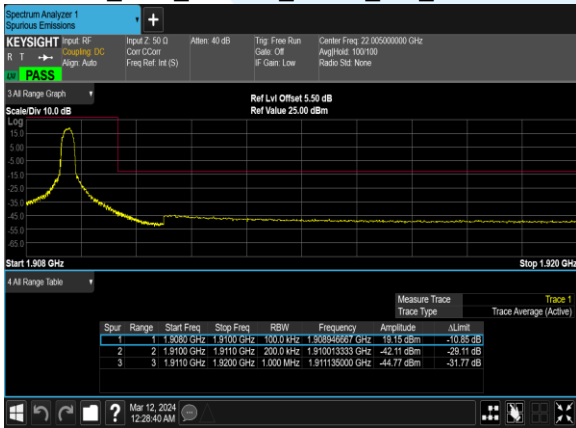 Spectrum Analyzer 1
Spurious Emissions
KEYSIGHT Input: RF Input Z: 50 Ω Atten: 40 dB Trig: Free Run Center Freq: 22.005000000 GHz
R T Coupling: DC Corr CCorr Gate: Off Avg|Hold: 100/100
Align: Auto Freq Ref: Int (S) IF Gain: Low Radio Std: None
PASS
3 All Range Graph
Ref Lvl Offset 5.50 dB
Scale/Div 10.0 dB Ref Value 25.00 dBm
Log
15.0
5.00
-5.00
-15.0
-25.0
-35.0
-45.0
-55.0
-65.0
Start 1.908 GHz Stop 1.920 GHz
4 All Range Table
Measure Trace Trace 1
Trace Type Trace Average (Active)
Spur Range Start Freq Stop Freq RBW Frequency Amplitude ΔLimit
1 1 1.9080 GHz 1.9100 GHz 100.0 kHz 1.908946667 GHz 19.15 dBm -10.85 dB
2 2 1.9100 GHz 1.9110 GHz 200.0 kHz 1.910013333 GHz -42.11 dBm -29.11 dB
3 3 1.9110 GHz 1.9200 GHz 1.000 MHz 1.911135000 GHz -44.77 dBm -31.77 dB
? Mar 12, 2024
12:28:40 AM